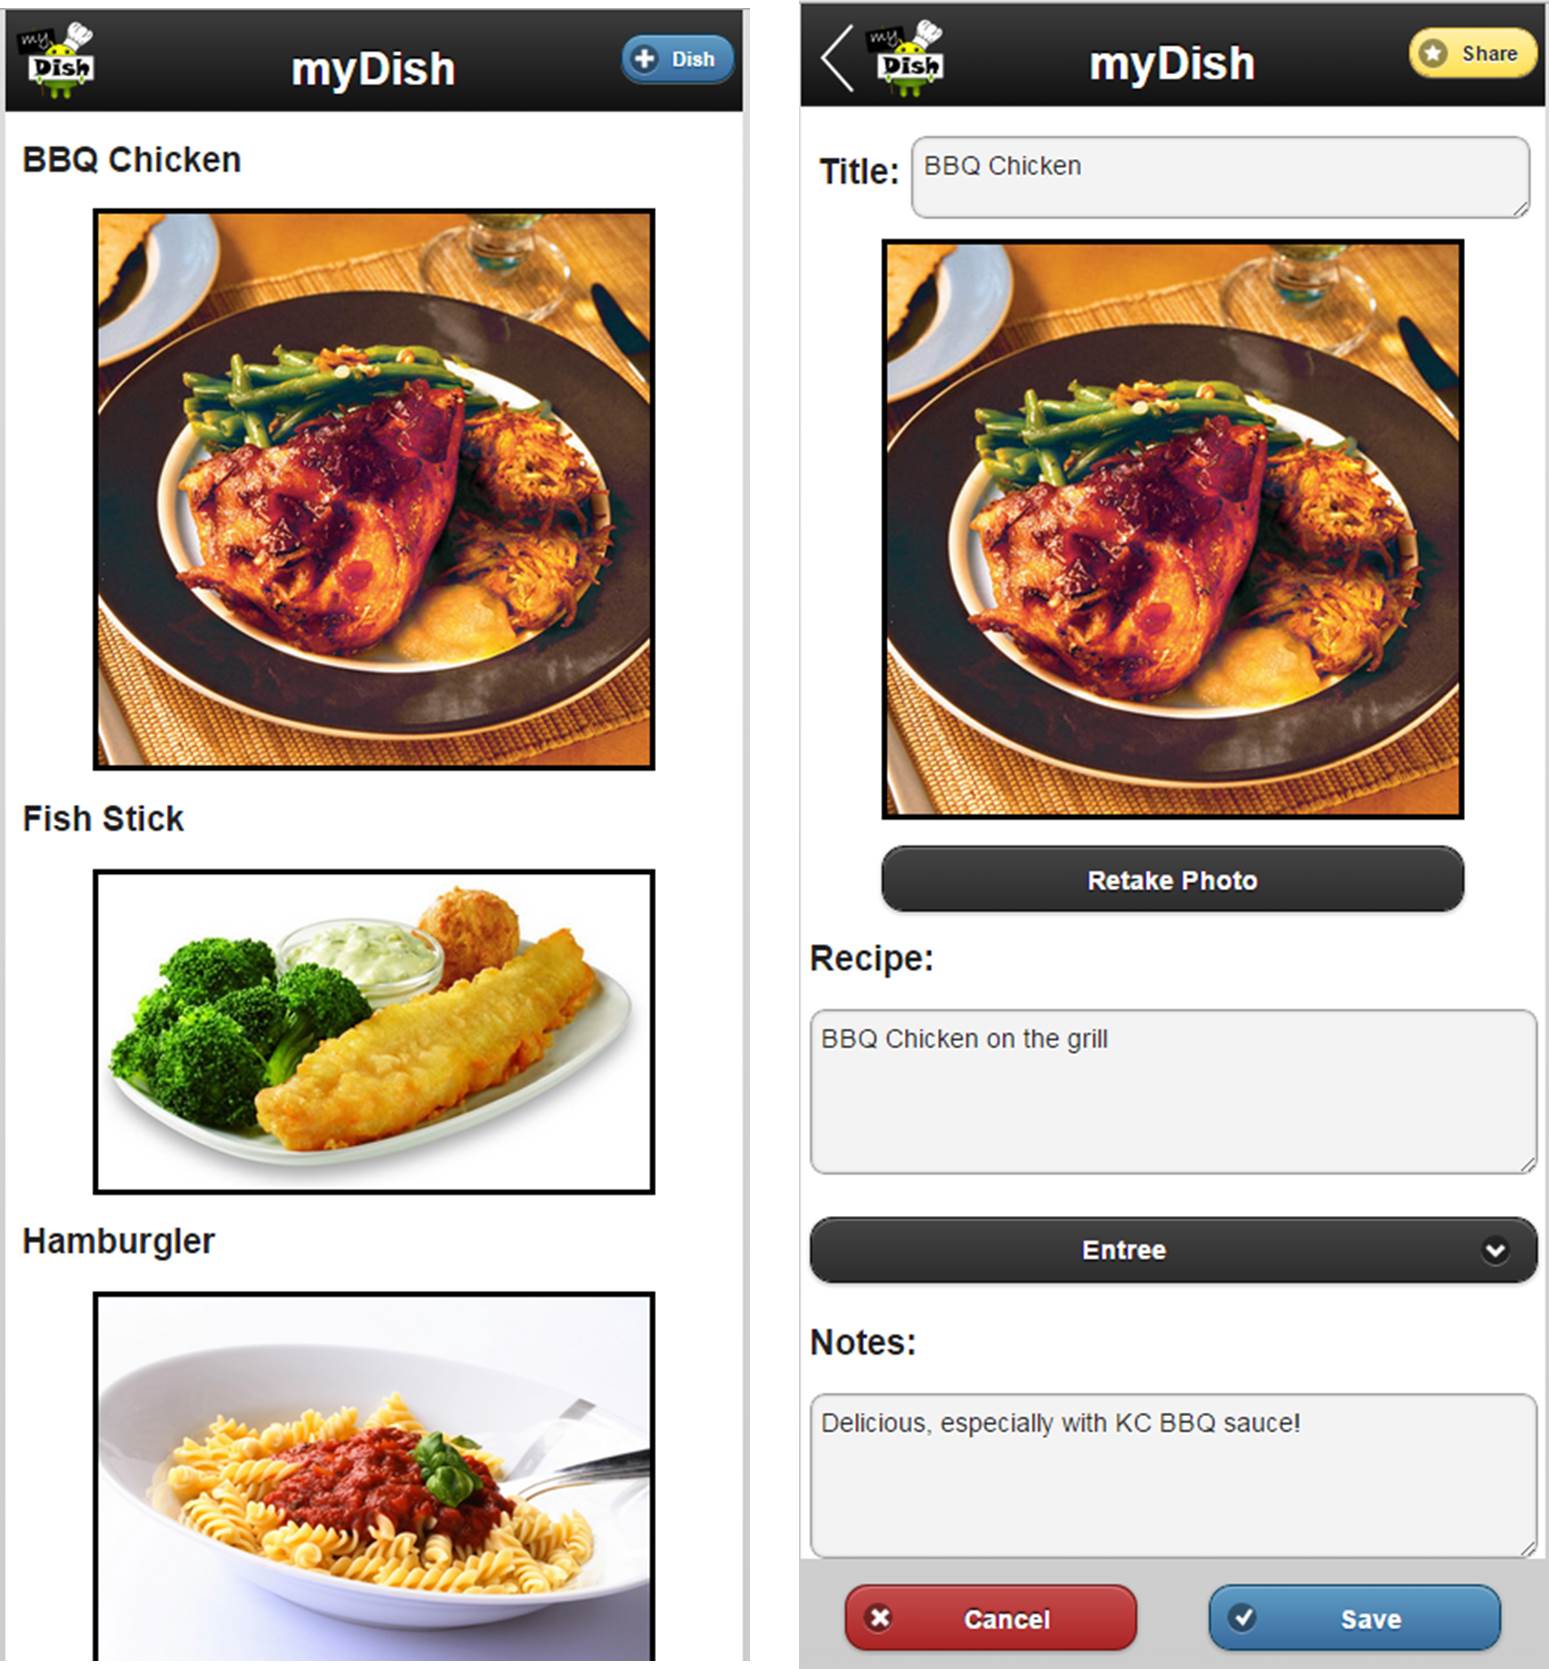 my
Dish
myDish
Dish
BBQ Chicken
Fish Stick
Hamburgler
my
Dish
myDish
Share
Title:
BBQ Chicken
Retake Photo
Recipe:
BBQ Chicken on the grill
Entree
Notes:
Delicious, especially with KC BBQ sauce!
Cancel
Save